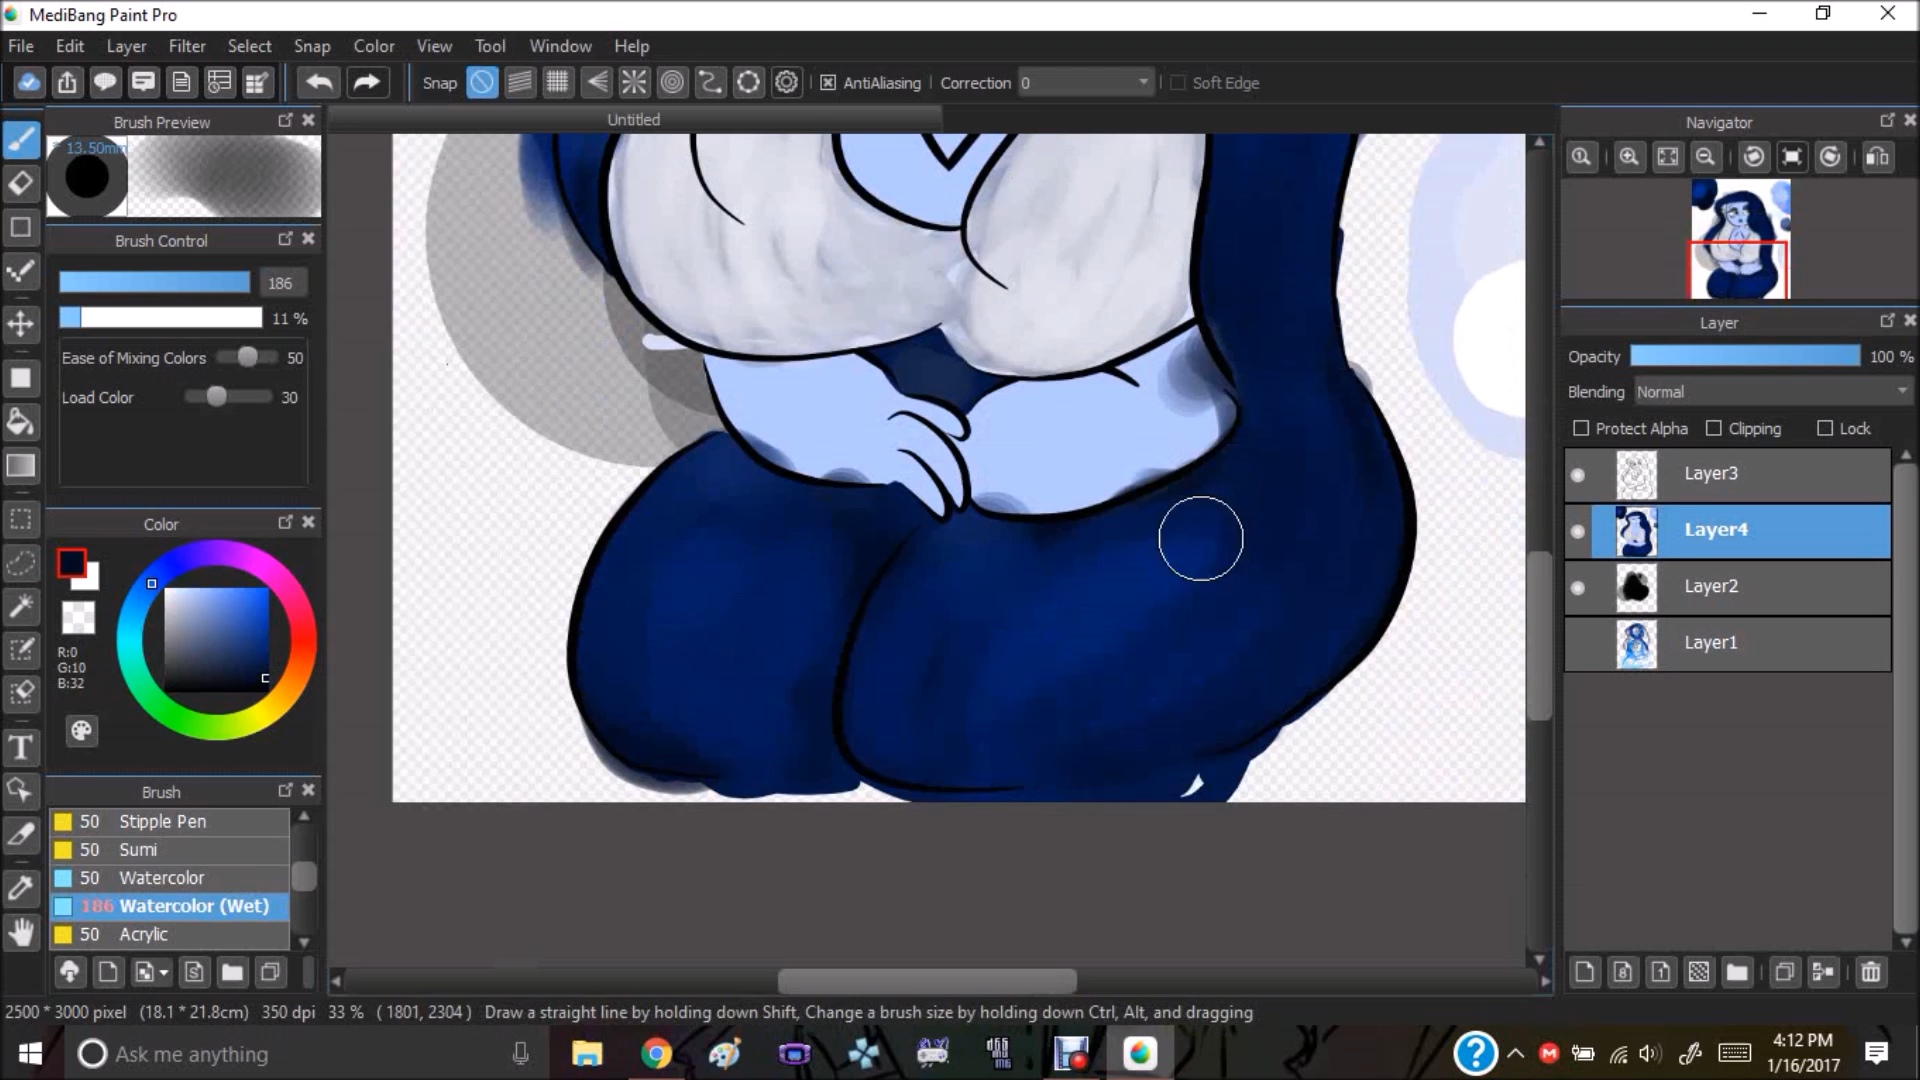 MediBang Paint Pro
File Edit Layer Filter Select Snap Color View Tool Window Help
Snap AntiAliasing Correction 0 Soft Edge
Brush Preview
13.50mm
Untitled
Navigator
Brush Control
186
11 %
Ease of Mixing Colors 50
Load Color 30
Layer
Opacity 100 %
Blending Normal
Protect Alpha Clipping Lock
Layer3
Layer4
Layer2
Layer1
Color
R:0
G:10
B:32
Brush
50 Stipple Pen
50 Sumi
50 Watercolor
186 Watercolor (Wet)
50 Acrylic
2500 * 3000 pixel (18.1 * 21.8cm) 350 dpi 33 % ( 1801, 2304 ) Draw a straight line by holding down Shift, Change a brush size by holding down Ctrl, Alt, and dragging
Ask me anything
4:12 PM
1/16/2017